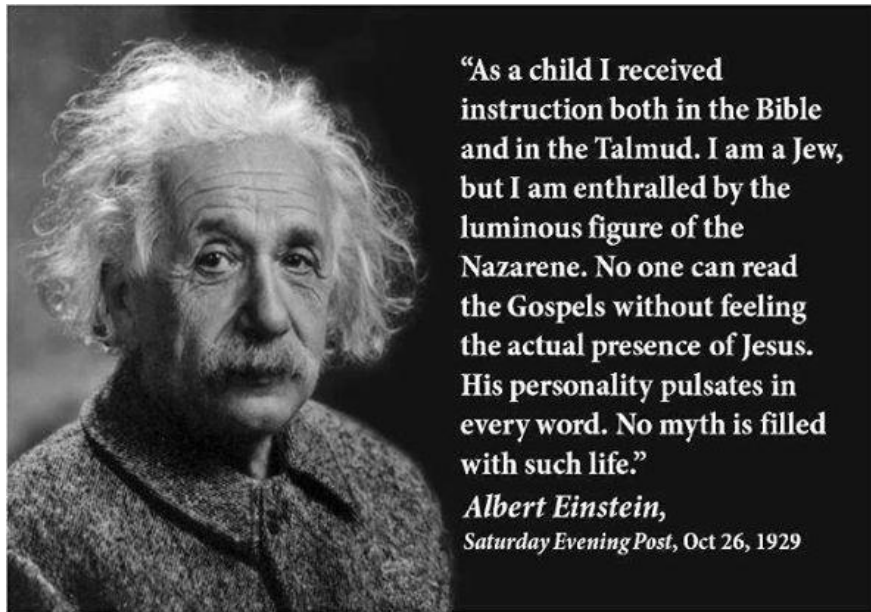 “As a child I received
instruction both in the Bible
and in the Talmud. I am a Jew,
but I am enthralled by the
luminous figure of the
Nazarene. No one can read
the Gospels without feeling
the actual presence of Jesus.
His personality pulsates in
every word. No myth is filled
with such life.”
Albert Einstein,
Saturday Evening Post, Oct 26, 1929